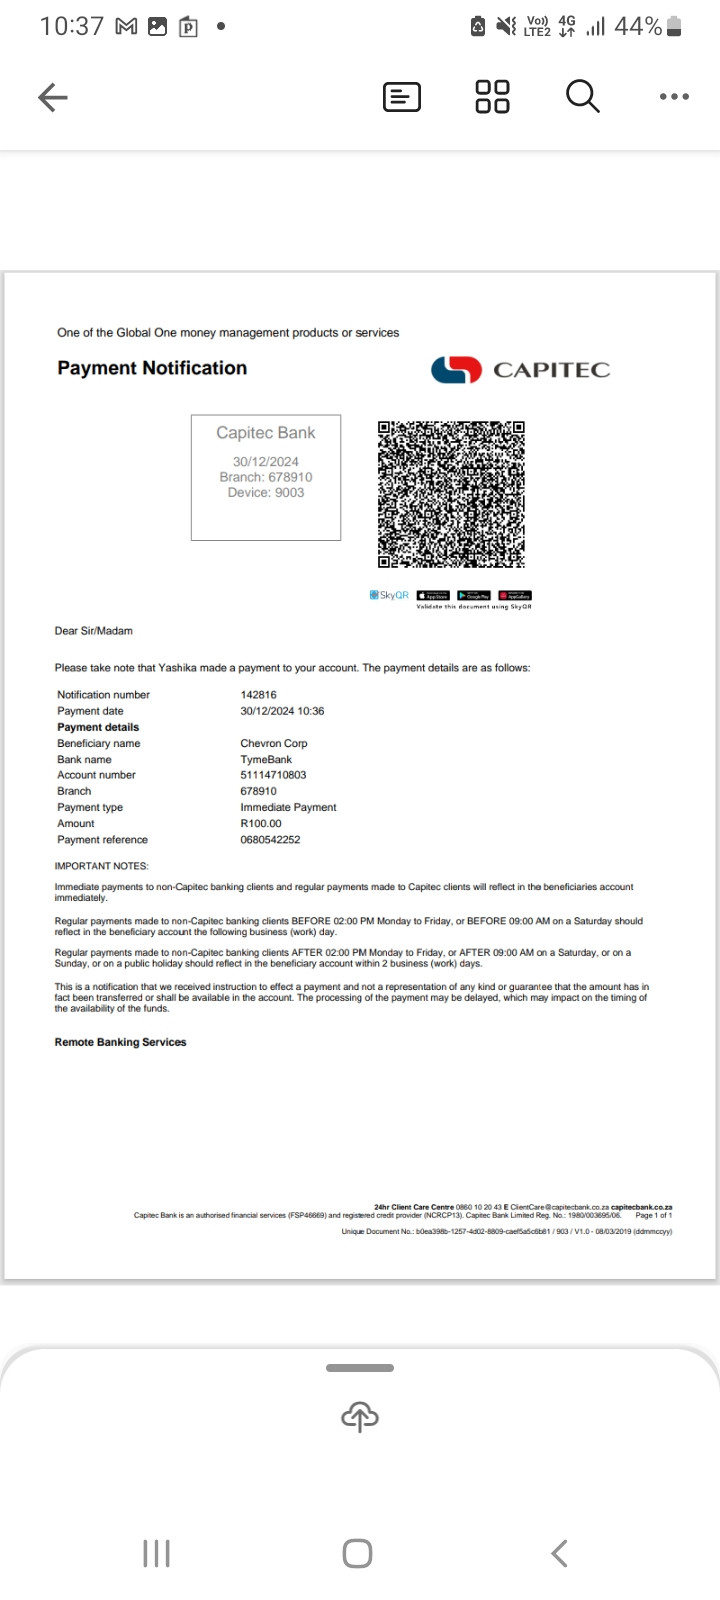 10:37
Vo)) LTE2 4G 44%
One of the Global One money management products or services
Payment Notification
CAPITEC
Capitec Bank
30/12/2024
Branch: 678910
Device: 9003
SkyQR App Store Google Play AppGallery
Validate this document using SkyQR
Dear Sir/Madam
Please take note that Yashika made a payment to your account. The payment details are as follows:
Notification number 142816
Payment date 30/12/2024 10:36
Payment details
Beneficiary name Chevron Corp
Bank name TymeBank
Account number 51114710803
Branch 678910
Payment type Immediate Payment
Amount R100.00
Payment reference 0680542252
IMPORTANT NOTES:
Immediate payments to non-Capitec banking clients and regular payments made to Capitec clients will reflect in the beneficiaries account
immediately.
Regular payments made to non-Capitec banking clients BEFORE 02:00 PM Monday to Friday, or BEFORE 09:00 AM on a Saturday should
reflect in the beneficiary account the following business (work) day.
Regular payments made to non-Capitec banking clients AFTER 02:00 PM Monday to Friday, or AFTER 09:00 AM on a Saturday, or on a
Sunday, or on a public holiday should reflect in the beneficiary account within 2 business (work) days.
This is a notification that we received instruction to effect a payment and not a representation of any kind or guarantee that the amount has in
fact been transferred or shall be available in the account. The processing of the payment may be delayed, which may impact on the timing of
the availability of the funds.
Remote Banking Services
24hr Client Care Centre 0860 10 20 43 E ClientCare@capitecbank.co.za capitecbank.co.za
Capitec Bank is an authorised financial services (FSP46669) and registered credit provider (NCRCP13). Capitec Bank Limited Reg. No.: 1980/003695/06. Page 1 of 1
Unique Document No.: b0ea398b-1257-4d02-8809-caef5a5c6b81 / 903 / V1.0 - 08/03/2019 (ddmmccyy)